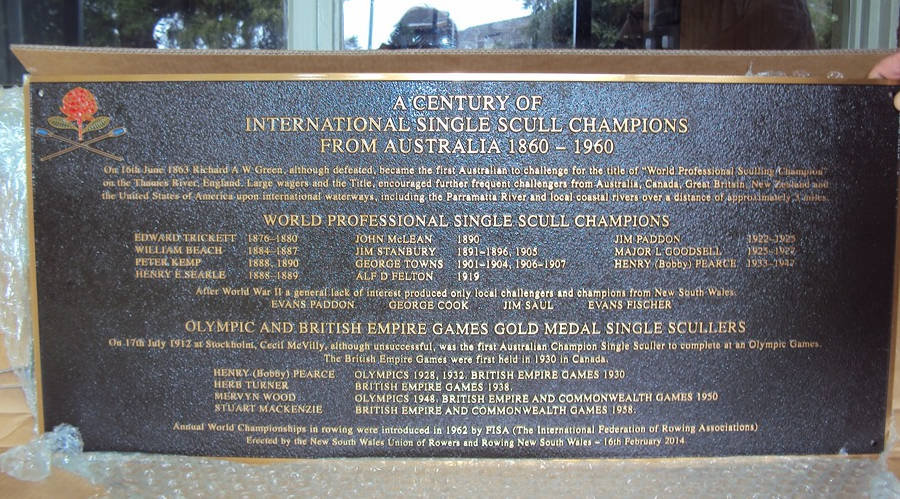 A CENTURY OF
INTERNATIONAL SINGLE SCULL CHAMPIONS
FROM AUSTRALIA 1860 – 1960
On 16th June 1863 Richard A W Green, although defeated, became the first Australian to challenge for the title of "World Professional Sculling Champion"
on the Thames River, England. Large wagers and the Title, encouraged further frequent challengers from Australia, Canada, Great Britain, New Zealand and
the United States of America upon international waterways, including the Parramatta River and local coastal rivers over a distance of approximately 3 miles.
WORLD PROFESSIONAL SINGLE SCULL CHAMPIONS
EDWARD TRICKETT 1876–1880 JOHN McLEAN 1890 JIM PADDON 1922–1925
WILLIAM BEACH 1884–1887 JIM STANBURY 1891–1896, 1905 MAJOR L GOODSELL 1925–1927
PETER KEMP 1888, 1890 GEORGE TOWNS 1901–1904, 1906–1907 HENRY (Bobby) PEARCE 1933–1947
HENRY E SEARLE 1888–1889 ALF D FELTON 1919
After World War II a general lack of interest produced only local challengers and champions from New South Wales.
EVANS PADDON GEORGE COOK JIM SAUL EVANS FISCHER
OLYMPIC AND BRITISH EMPIRE GAMES GOLD MEDAL SINGLE SCULLERS
On 17th July 1912 at Stockholm, Cecil McVilly, although unsuccessful, was the first Australian Champion Single Sculler to complete at an Olympic Games.
The British Empire Games were first held in 1930 in Canada.
HENRY (Bobby) PEARCE OLYMPICS 1928, 1932, BRITISH EMPIRE GAMES 1930
HERB TURNER BRITISH EMPIRE GAMES 1938.
MERVYN WOOD OLYMPICS 1948, BRITISH EMPIRE AND COMMONWEALTH GAMES 1950
STUART MACKENZIE BRITISH EMPIRE AND COMMONWEALTH GAMES 1958.
Annual World Championships in rowing were introduced in 1962 by FISA (The International Federation of Rowing Associations)
Erected by the New South Wales Union of Rowers and Rowing New South Wales – 16th February 2014